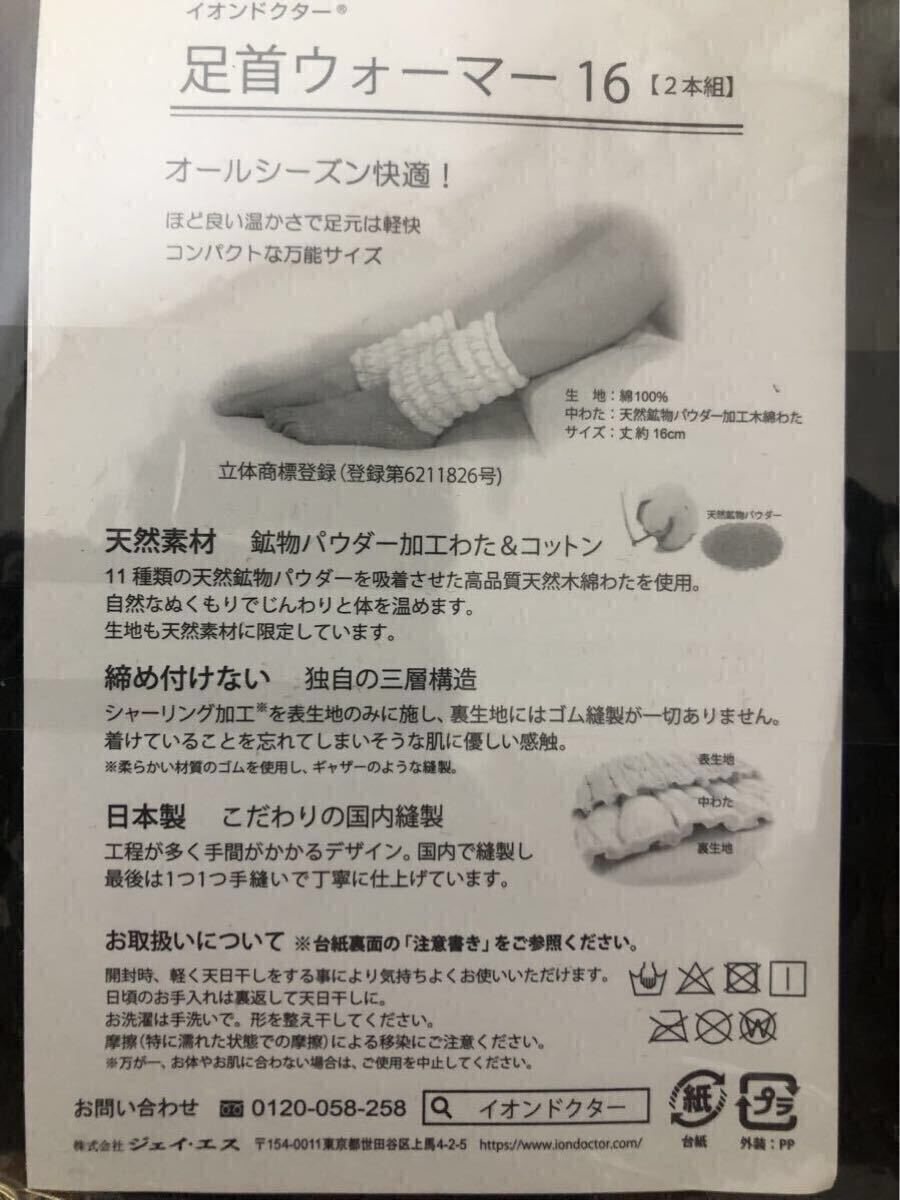 イオンドクター®
足首ウォーマー 16【2本組】
オールシーズン快適！
ほど良い温かさで足元は軽快
コンパクトな万能サイズ
生　地：綿100%
中わた：天然鉱物パウダー加工木綿わた
サイズ：丈 約16cm
立体商標登録（登録第6211826号）
天然鉱物パウダー
天然素材　鉱物パウダー加工わた＆コットン
11種類の天然鉱物パウダーを吸着させた高品質天然木綿わたを使用。
自然なぬくもりでじんわりと体を温めます。
生地も天然素材に限定しています。
締め付けない　独自の三層構造
シャーリング加工※を表生地のみに施し、裏生地にはゴム縫製が一切ありません。
着けていることを忘れてしまいそうな肌に優しい感触。
※柔らかい材質のゴムを使用し、ギャザーのような縫製。
表生地
中わた
裏生地
日本製　こだわりの国内縫製
工程が多く手間がかかるデザイン。国内で縫製し
最後は1つ1つ手縫いで丁寧に仕上げています。
お取扱いについて ※台紙裏面の「注意書き」をご参照ください。
開封時、軽く天日干しをする事により気持ちよくお使いいただけます。
日頃のお手入れは裏返して天日干しに。
お洗濯は手洗いで。形を整え干してください。
摩擦（特に濡れた状態での摩擦）による移染にご注意ください。
※万が一、お体やお肌に合わない場合は、ご使用を中止してください。
お問い合わせ 0120-058-258 イオンドクター
紙
台紙
プラ
外装：PP
株式会社 ジェイ・エス 〒154-0011東京都世田谷区上馬4-2-5 https://www.iondoctor.com/